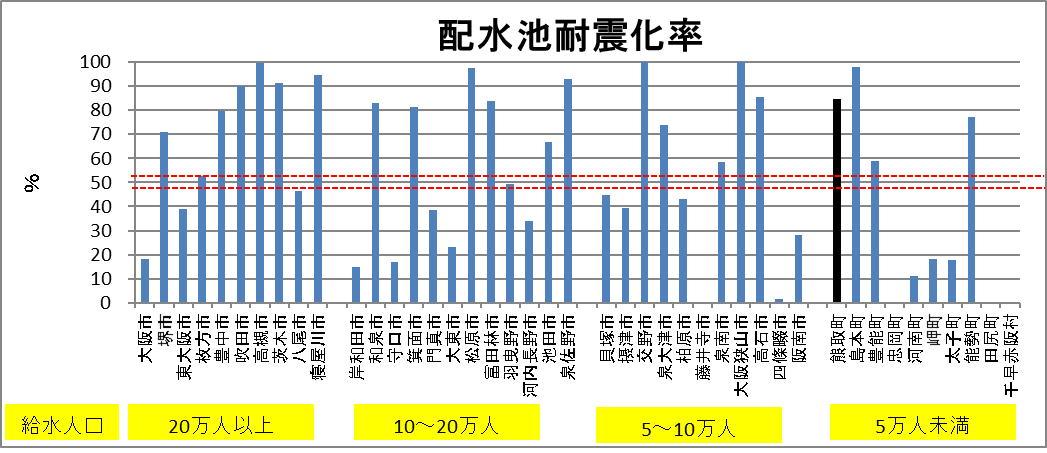 配水池耐震化率
%
100
90
80
70
60
50
40
30
20
10
0
大阪市
堺市
東大阪市
枚方市
豊中市
吹田市
高槻市
茨木市
八尾市
寝屋川市
岸和田市
和泉市
守口市
箕面市
門真市
大東市
松原市
富田林市
羽曳野市
河内長野市
池田市
泉佐野市
貝塚市
摂津市
交野市
泉大津市
柏原市
藤井寺市
泉南市
大阪狭山市
高石市
四條畷市
阪南市
熊取町
島本町
豊能町
忠岡町
河南町
岬町
太子町
能勢町
田尻町
千早赤阪村
給水人口
20万人以上
10～20万人
5～10万人
5万人未満